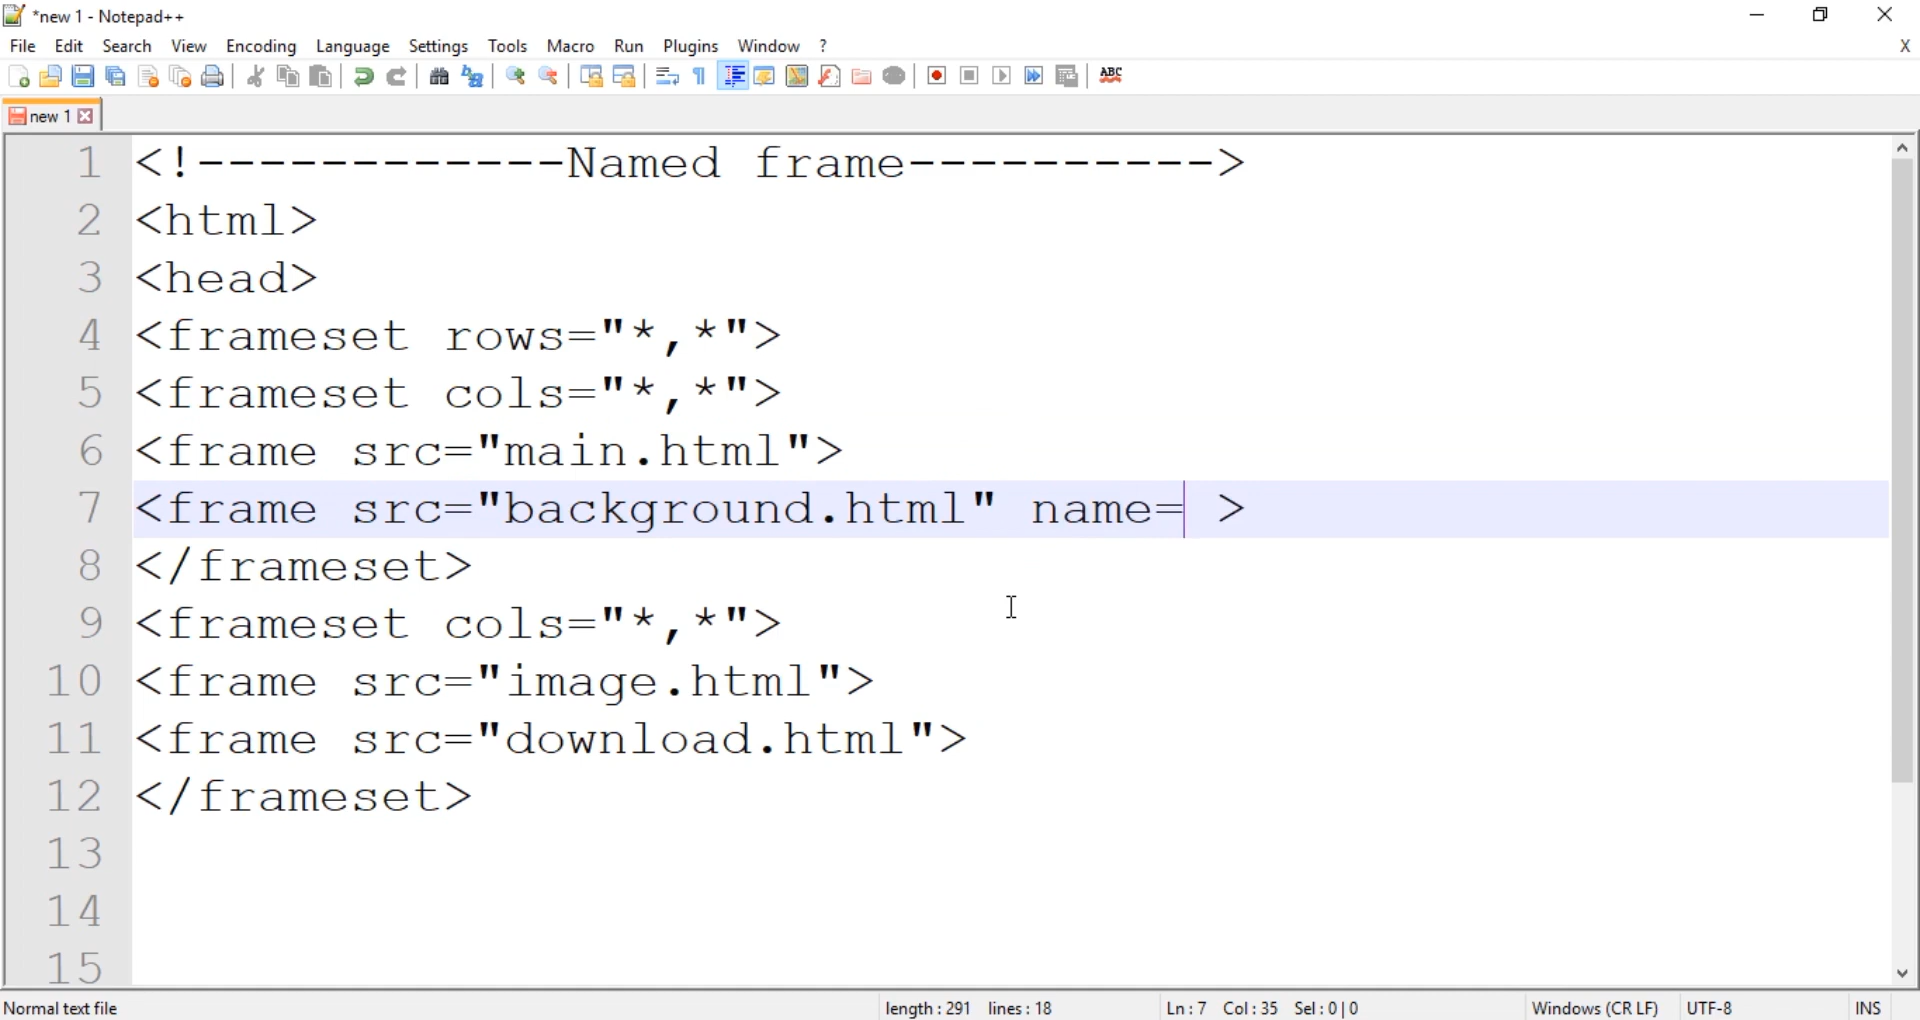 *new 1 - Notepad++
File Edit Search View Encoding Language Settings Tools Macro Run Plugins Window ? X
ABC
new 1
1 <!------------Named frame---------->
2 <html>
3 <head>
4 <frameset rows="*,*">
5 <frameset cols="*,*">
6 <frame src="main.html">
7 <frame src="background.html" name= >
8 </frameset>
9 <frameset cols="*,*">
10 <frame src="image.html">
11 <frame src="download.html">
12 </frameset>
13
14
15
Normal text file length : 291 lines : 18 Ln : 7 Col : 35 Sel : 0 | 0 Windows (CR LF) UTF-8 INS